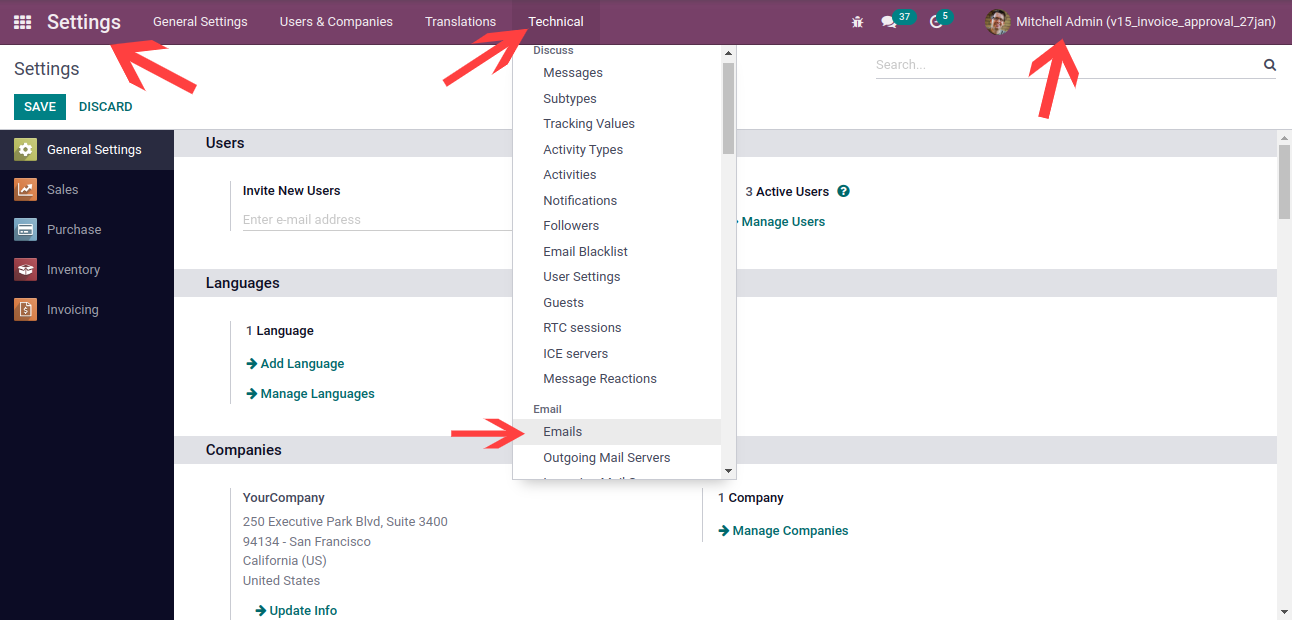 Settings General Settings Users & Companies Translations Technical 37 5 Mitchell Admin (v15_invoice_approval_27jan)
Settings
Search...
SAVE DISCARD
General Settings
Sales
Purchase
Inventory
Invoicing
Discuss
Messages
Subtypes
Tracking Values
Activity Types
Activities
Notifications
Followers
Email Blacklist
User Settings
Guests
RTC sessions
ICE servers
Message Reactions
Email
Emails
Outgoing Mail Servers
Users
Invite New Users
Enter e-mail address
3 Active Users
Manage Users
Languages
1 Language
Add Language
Manage Languages
Companies
YourCompany
250 Executive Park Blvd, Suite 3400
94134 - San Francisco
California (US)
United States
Update Info
1 Company
Manage Companies